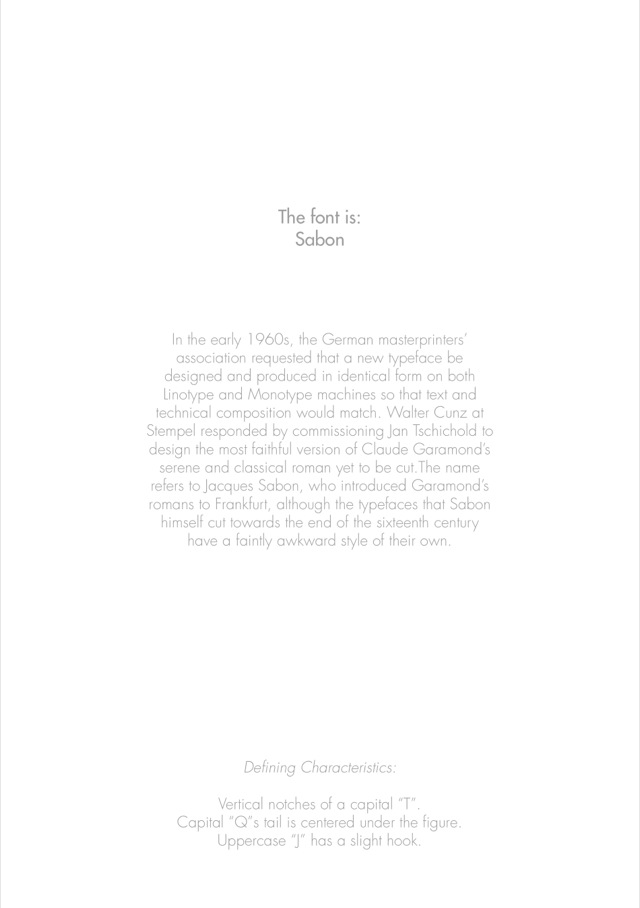 The font is:
Sabon
In the early 1960s, the German masterprinters’
association requested that a new typeface be
designed and produced in identical form on both
Linotype and Monotype machines so that text and
technical composition would match. Walter Cunz at
Stempel responded by commissioning Jan Tschichold to
design the most faithful version of Claude Garamond’s
serene and classical roman yet to be cut.The name
refers to Jacques Sabon, who introduced Garamond’s
romans to Frankfurt, although the typefaces that Sabon
himself cut towards the end of the sixteenth century
have a faintly awkward style of their own.
Defining Characteristics:
Vertical notches of a capital “T”.
Capital “Q”s tail is centered under the figure.
Uppercase “J” has a slight hook.